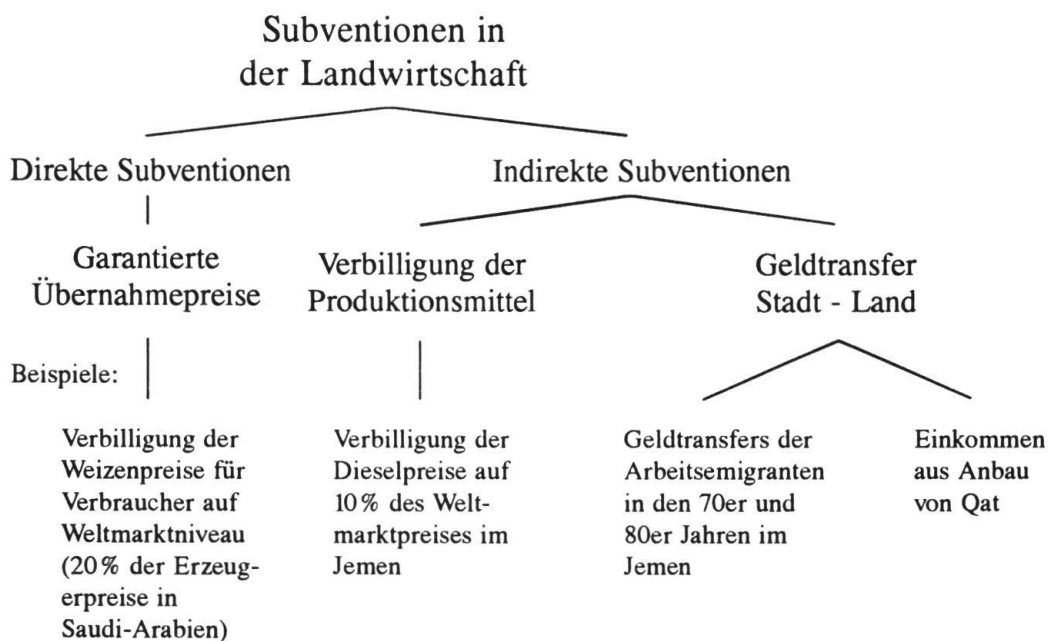 Subventionen in
der Landwirtschaft
Direkte Subventionen
Indirekte Subventionen
Garantierte
Übernahmepreise
Verbilligung der
Produktionsmittel
Geldtransfer
Stadt - Land
Beispiele:
Verbilligung der
Weizenpreise für
Verbraucher auf
Weltmarktniveau
(20% der Erzeug-
erpreise in
Saudi-Arabien)
Verbilligung der
Dieselpreise auf
10% des Welt-
marktpreises im
Jemen
Geldtransfers der
Arbeitsemigranten
in den 70er und
80er Jahren im
Jemen
Einkommen
aus Anbau
von Qat